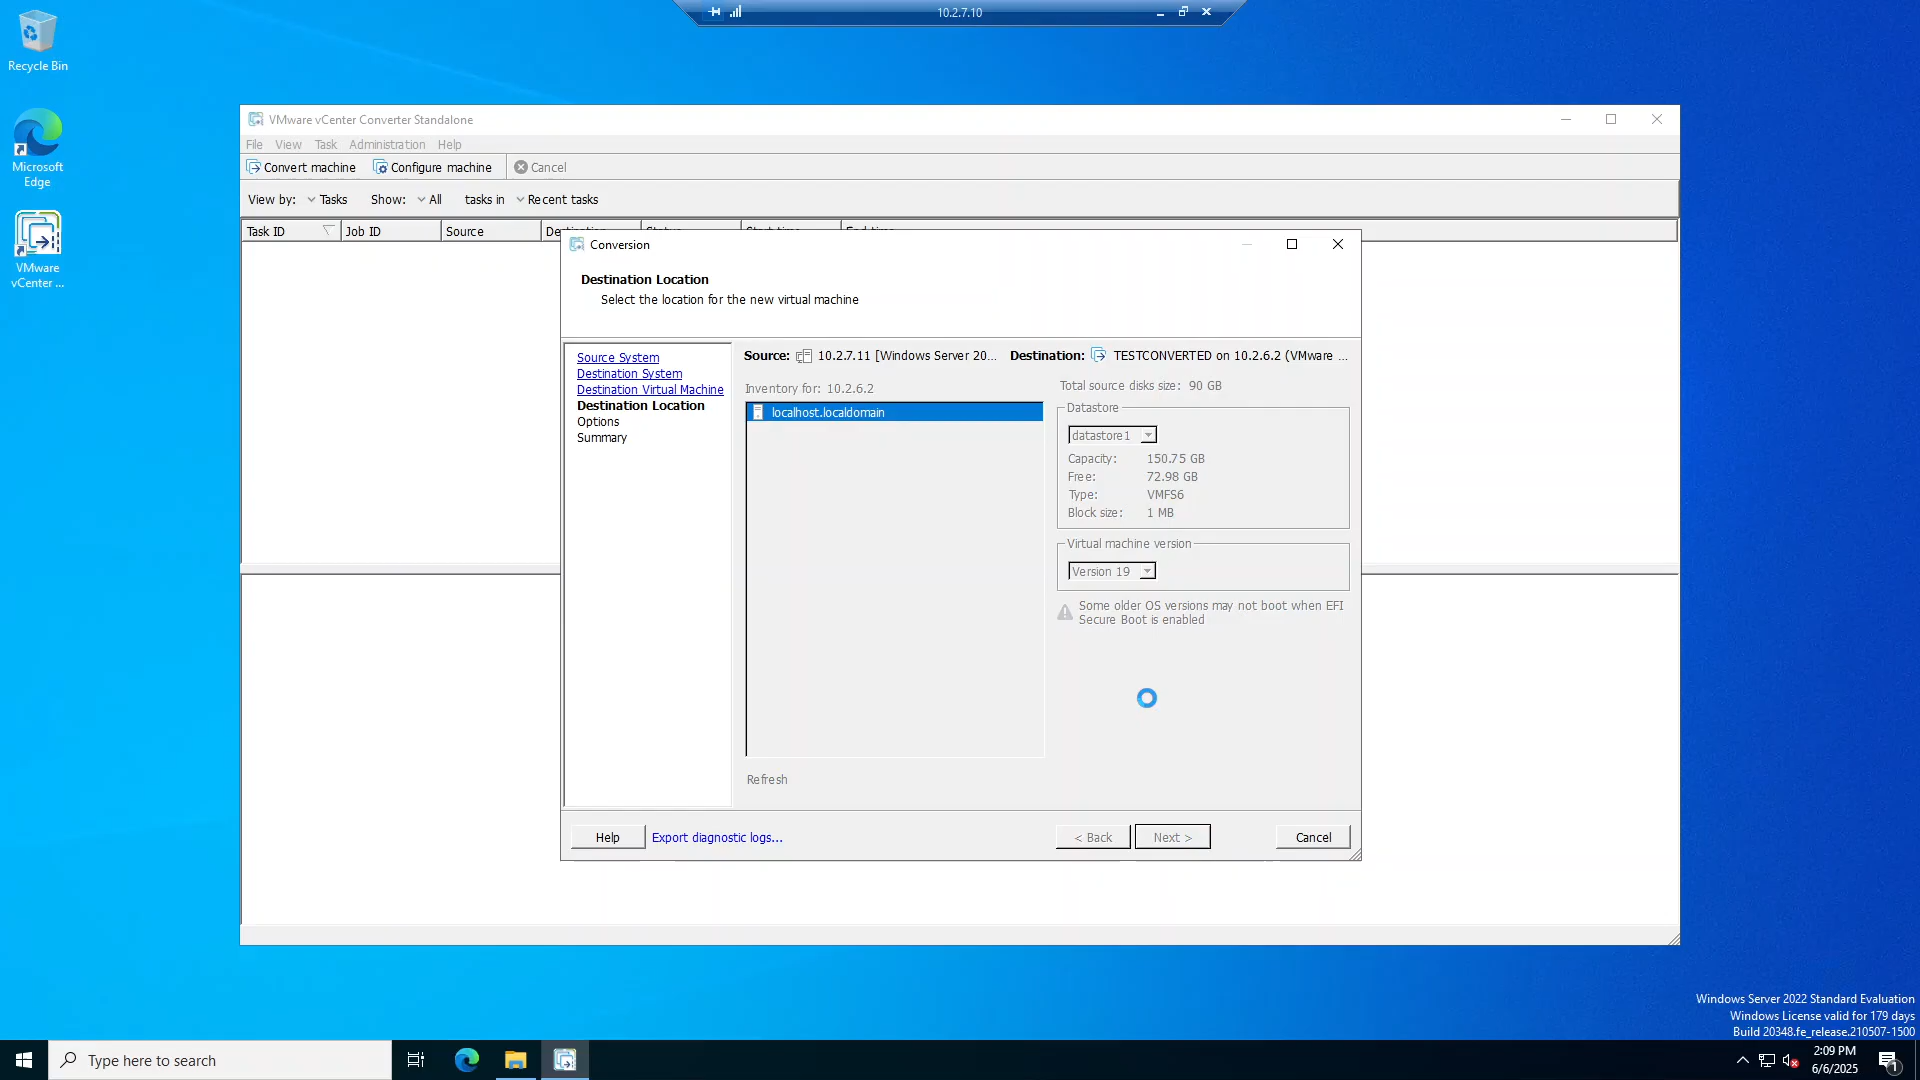 10.2.7.10
Recycle Bin
Microsoft
Edge
VMware
vCenter ...
VMware vCenter Converter Standalone
File View Task Administration Help
Convert machine Configure machine Cancel
View by: Tasks Show: All tasks in Recent tasks
Task ID Job ID Source
Conversion
Destination Location
Select the location for the new virtual machine
Source System
Destination System
Destination Virtual Machine
Destination Location
Options
Summary
Source: 10.2.7.11 [Windows Server 20... Destination: TESTCONVERTED on 10.2.6.2 (VMware ...
Inventory for: 10.2.6.2
localhost.localdomain
Refresh
Total source disks size: 90 GB
Datastore
datastore1
Capacity: 150.75 GB
Free: 72.98 GB
Type: VMFS6
Block size: 1 MB
Virtual machine version
Version 19
Some older OS versions may not boot when EFI
Secure Boot is enabled
Help Export diagnostic logs... < Back Next > Cancel
Windows Server 2022 Standard Evaluation
Windows License valid for 179 days
Build 20348.fe_release.210507-1500
Type here to search
2:09 PM
6/6/2025
1